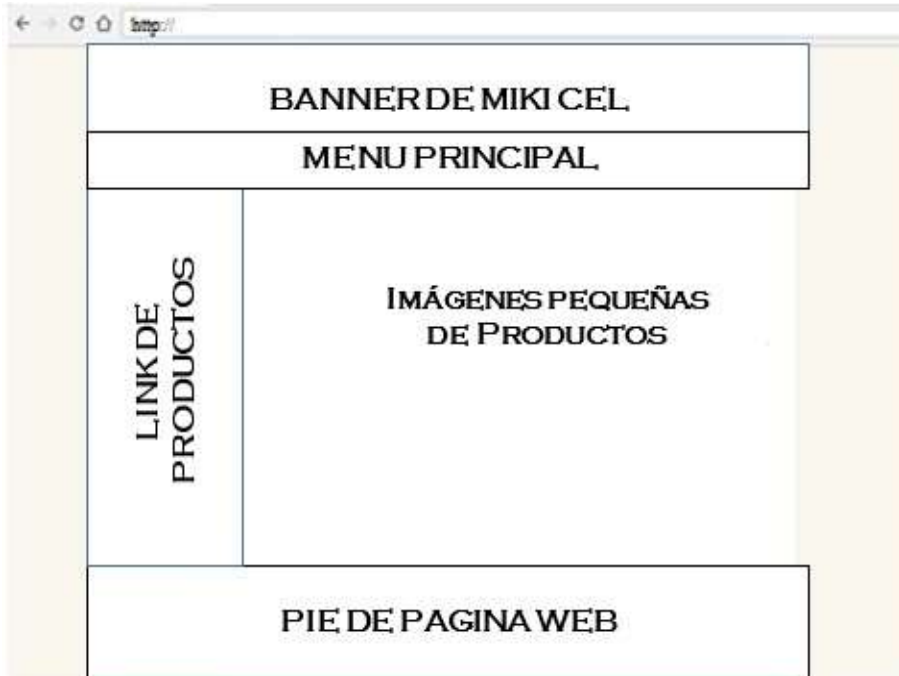 http://
BANNER DE MIKI CEL
MENU PRINCIPAL
LINK DE
PRODUCTOS
IMÁGENES PEQUEÑAS
DE PRODUCTOS
PIE DE PAGINA WEB